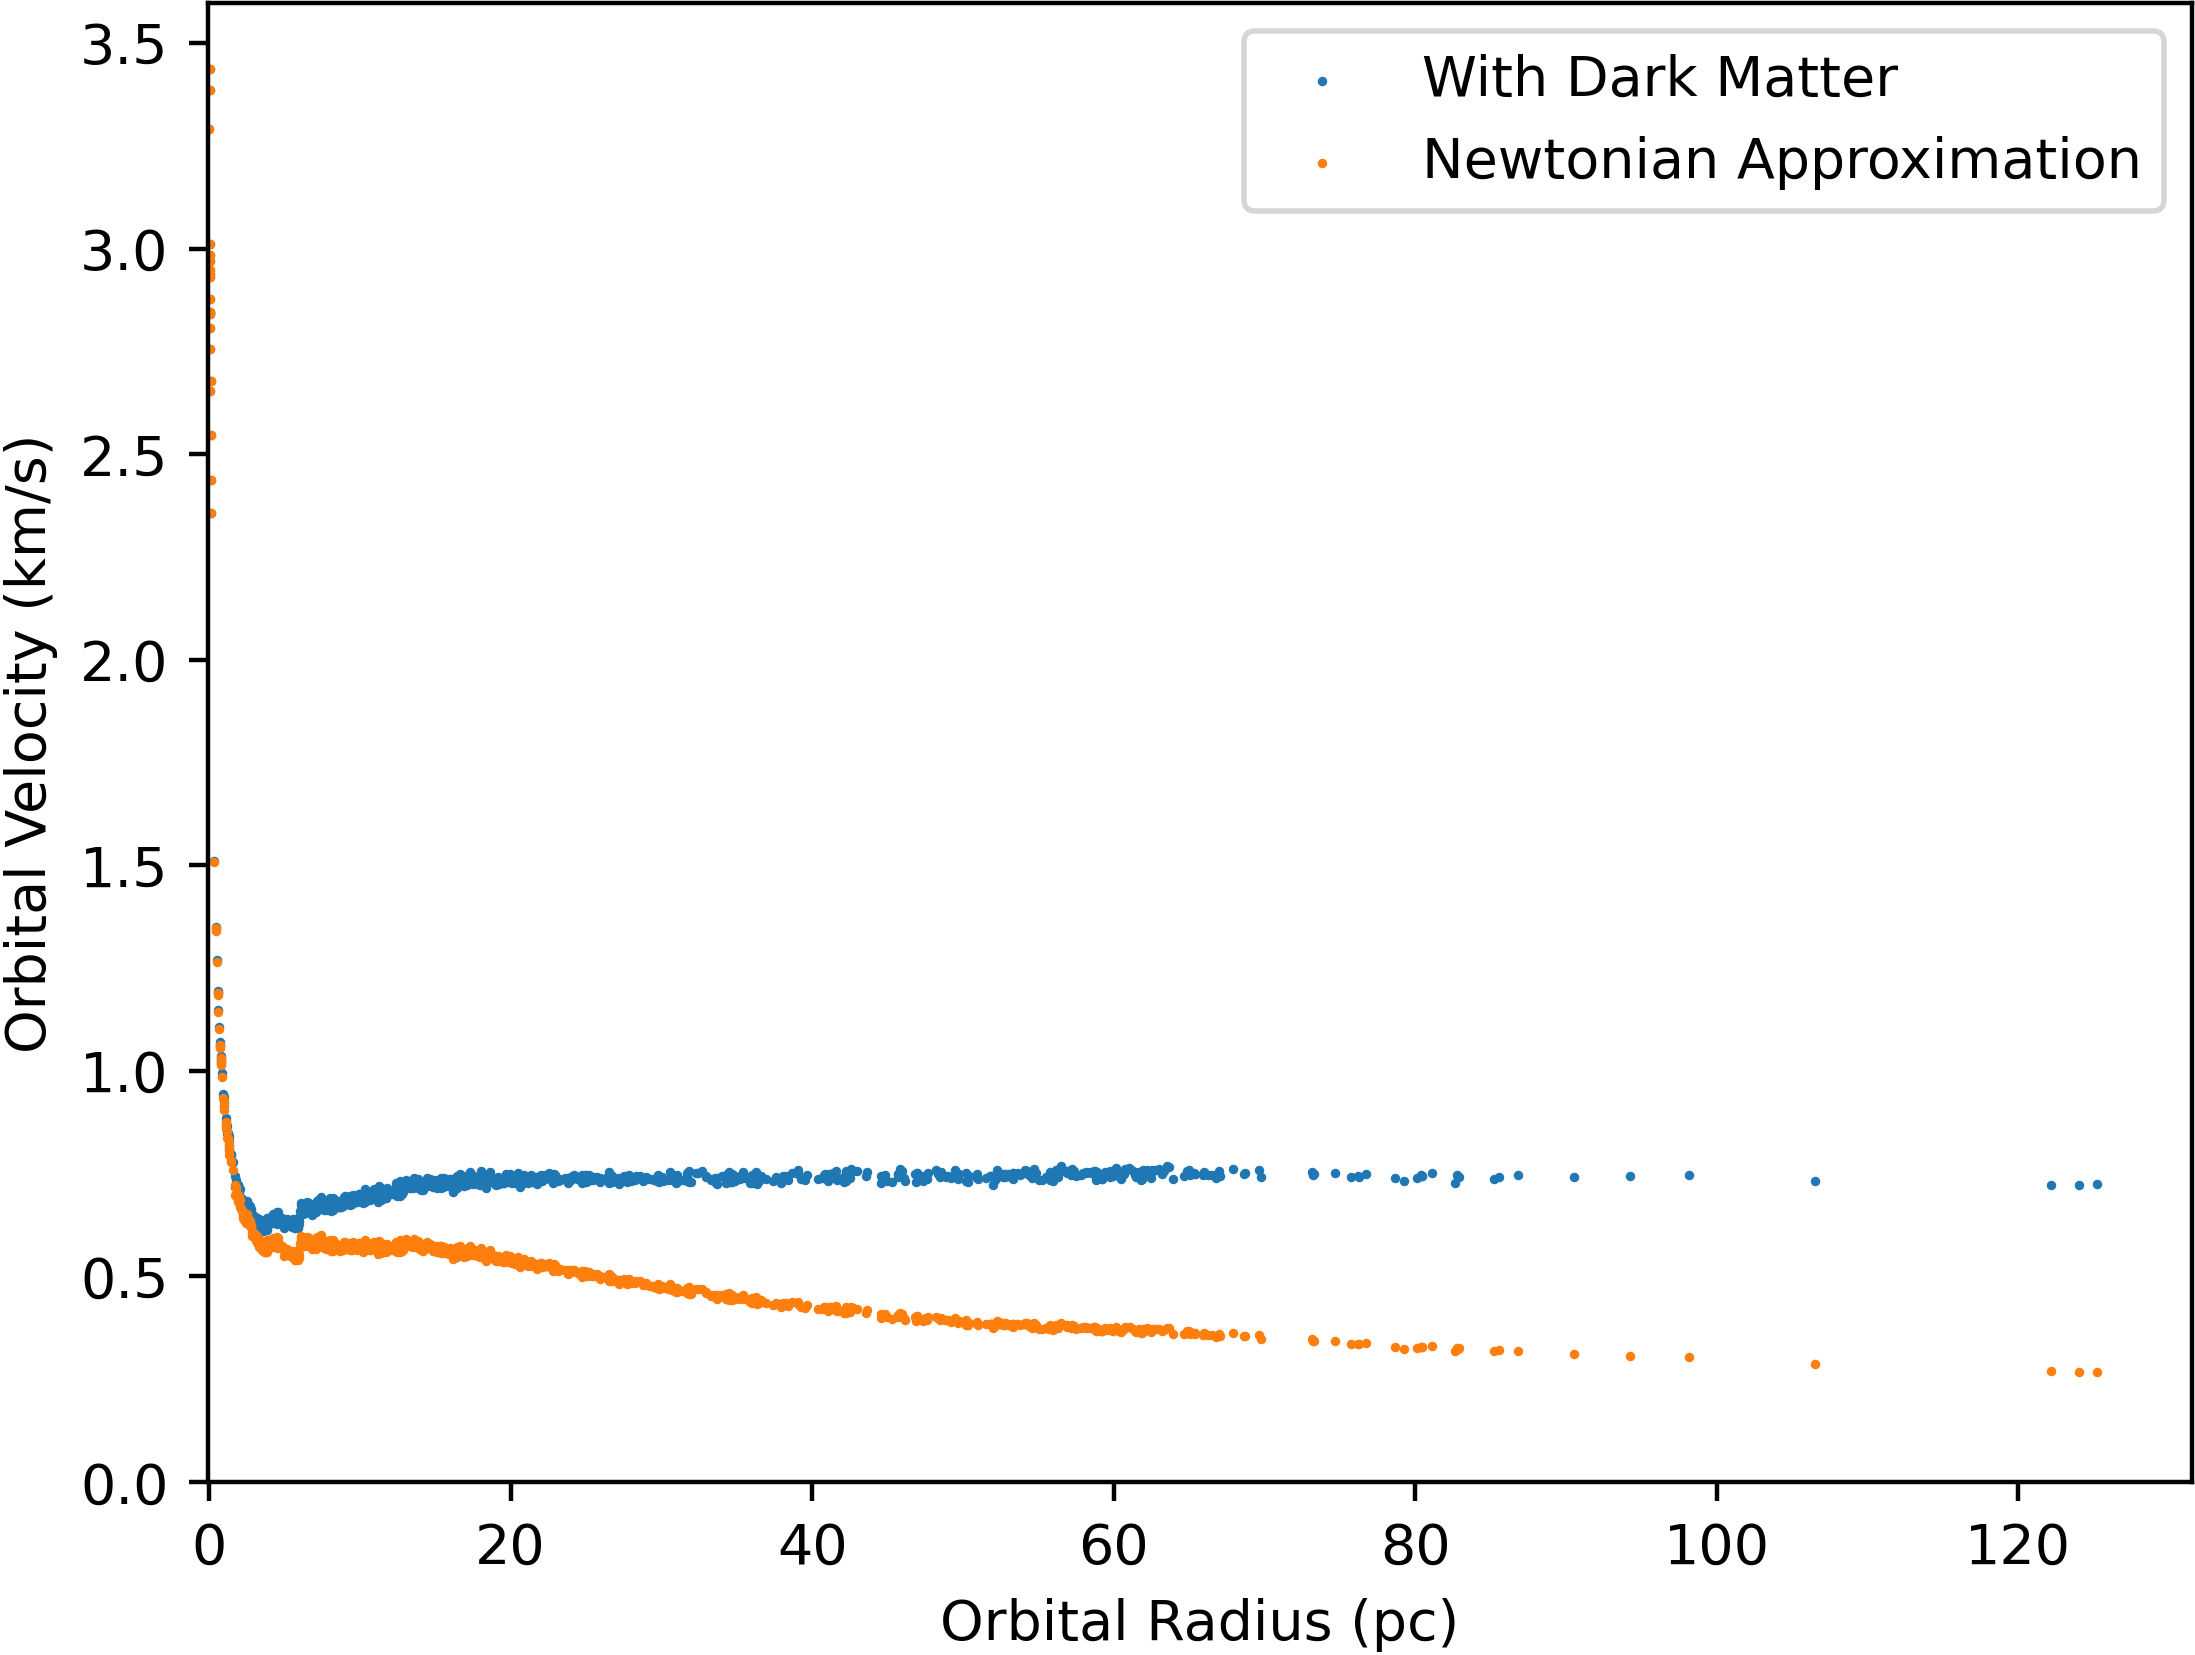 With Dark Matter
Newtonian Approximation
3.5
3.0
2.5
2.0
1.5
1.0
0.5
0.0
Orbital Velocity (km/s)
0 20 40 60 80 100 120
Orbital Radius (pc)